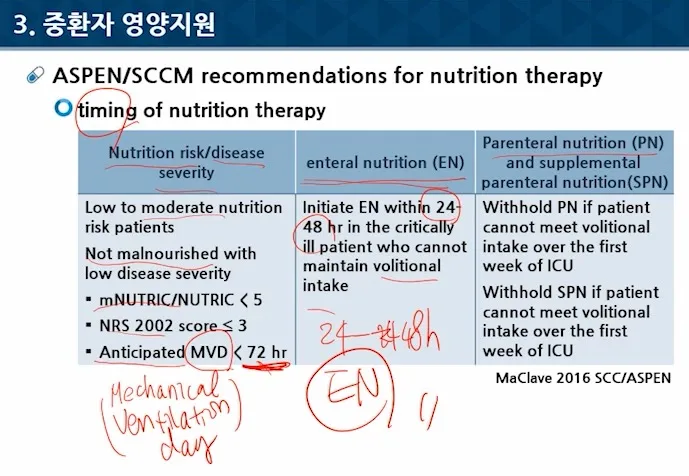 3. 중환자 영양지원
ASPEN/SCCM recommendations for nutrition therapy
timing of nutrition therapy
Nutrition risk/disease
severity
enteral nutrition (EN)
Parenteral nutrition (PN)
and supplemental
parenteral nutrition(SPN)
Low to moderate nutrition
risk patients
Not malnourished with
low disease severity
▪ mNUTRIC/NUTRIC < 5
▪ NRS 2002 score ≤ 3
▪ Anticipated MVD < 72 hr
Initiate EN within 24-
48 hr in the critically
ill patient who cannot
maintain volitional
intake
Withhold PN if patient
cannot meet volitional
intake over the first
week of ICU
Withhold SPN if patient
cannot meet volitional
intake over the first
week of ICU
MaClave 2016 SCC/ASPEN
(Mechanical
ventilation)
day
24 48h
EN